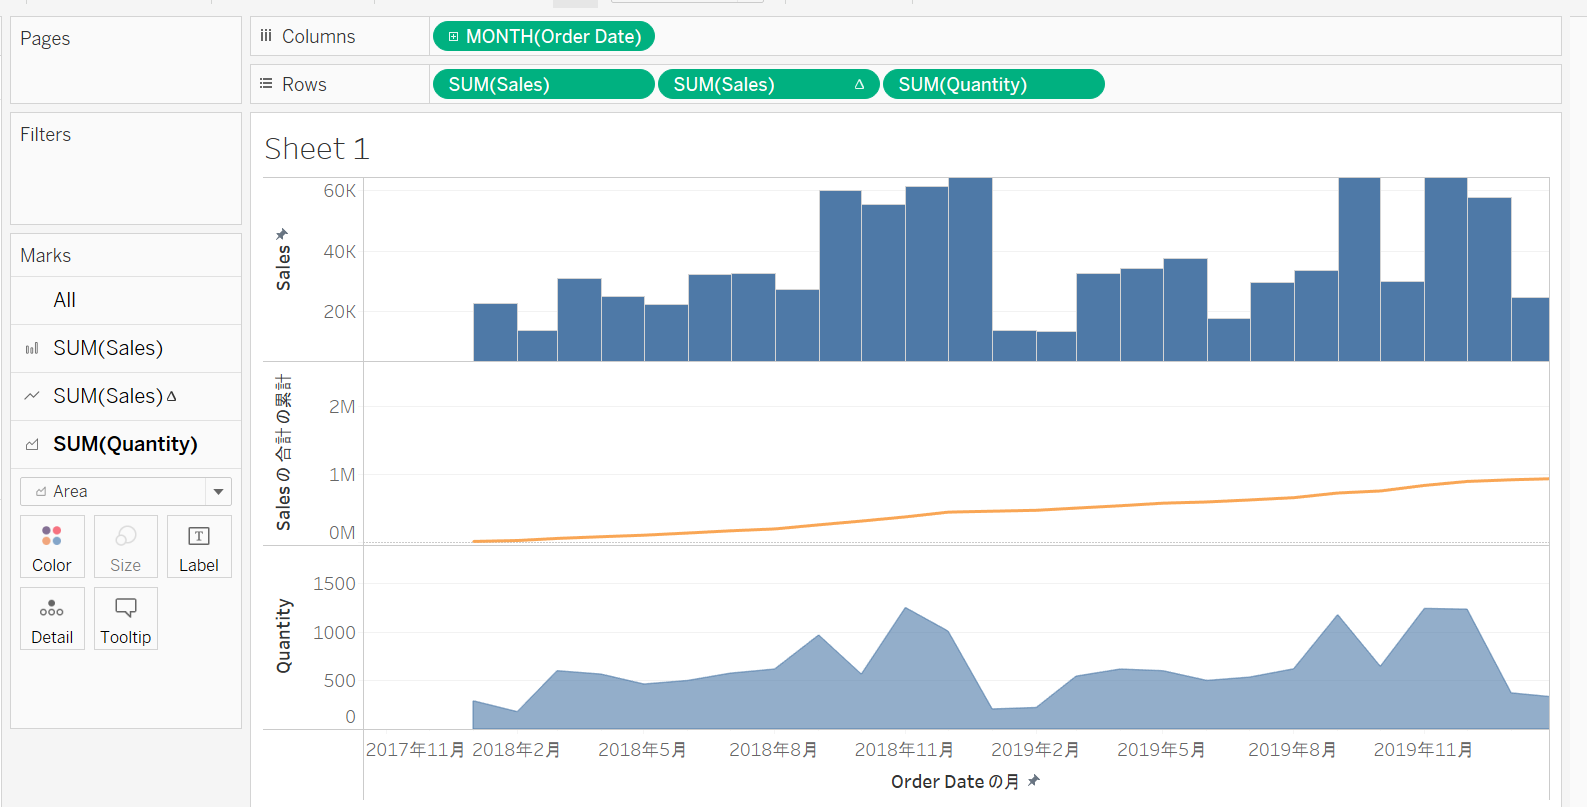 Pages
Columns
MONTH(Order Date)
Rows
SUM(Sales)
SUM(Sales) Δ
SUM(Quantity)
Filters
Marks
All
SUM(Sales)
SUM(Sales) Δ
SUM(Quantity)
Area
Color
Size
Label
Detail
Tooltip
Sheet 1
Sales
60K
40K
20K
Sales の 合計 の累計
2M
1M
0M
Quantity
1500
1000
500
0
2017年11月
2018年2月
2018年5月
2018年8月
2018年11月
2019年2月
2019年5月
2019年8月
2019年11月
Order Date の月